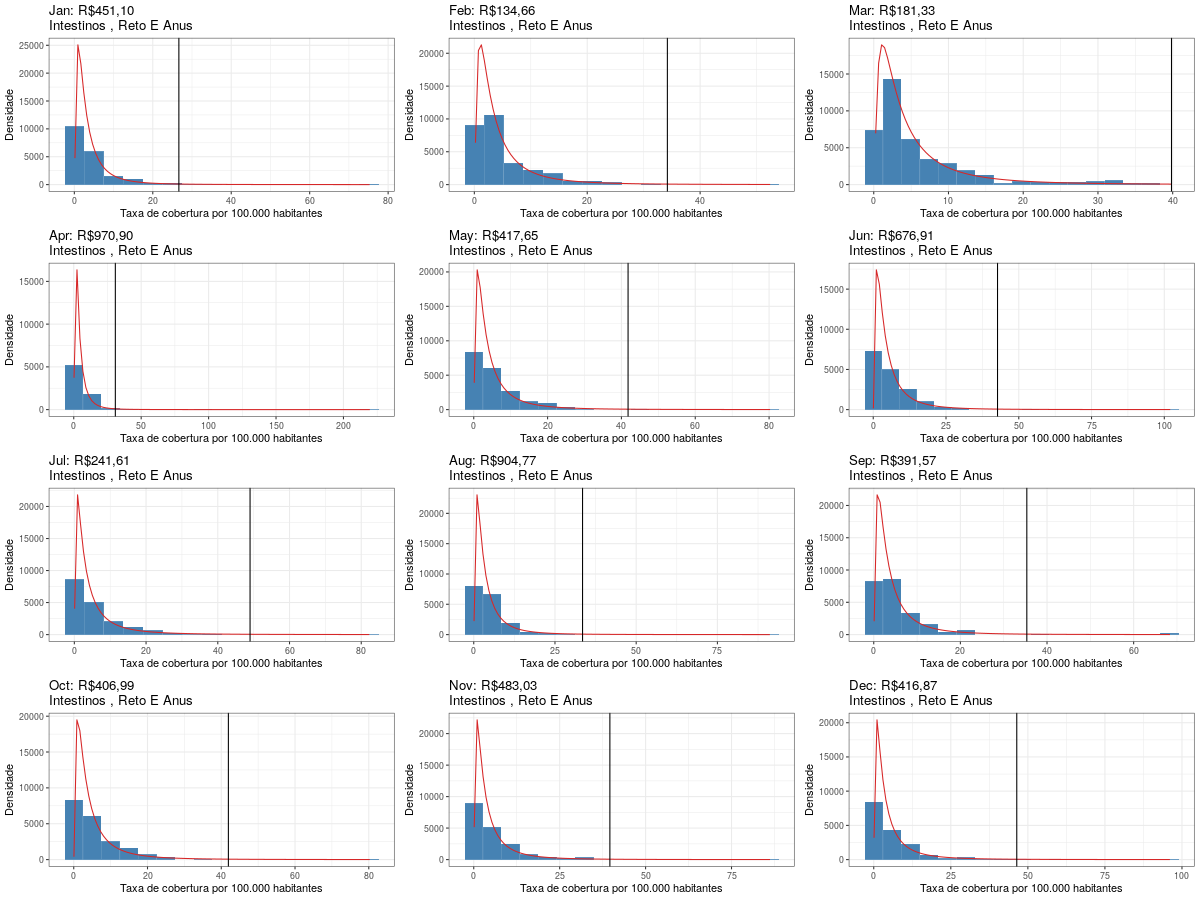 Jan: R$451,10
Intestinos , Reto E Anus
Densidade
25000
20000
15000
10000
5000
0
0 20 40 60 80
Taxa de cobertura por 100.000 habitantes
Feb: R$134,66
Intestinos , Reto E Anus
Densidade
20000
15000
10000
5000
0
0 20 40
Taxa de cobertura por 100.000 habitantes
Mar: R$181,33
Intestinos , Reto E Anus
Densidade
15000
10000
5000
0
0 10 20 30 40
Taxa de cobertura por 100.000 habitantes
Apr: R$970,90
Intestinos , Reto E Anus
Densidade
15000
10000
5000
0
0 50 100 150 200
Taxa de cobertura por 100.000 habitantes
May: R$417,65
Intestinos , Reto E Anus
Densidade
20000
15000
10000
5000
0
0 20 40 60 80
Taxa de cobertura por 100.000 habitantes
Jun: R$676,91
Intestinos , Reto E Anus
Densidade
15000
10000
5000
0
0 25 50 75 100
Taxa de cobertura por 100.000 habitantes
Jul: R$241,61
Intestinos , Reto E Anus
Densidade
20000
15000
10000
5000
0
0 20 40 60 80
Taxa de cobertura por 100.000 habitantes
Aug: R$904,77
Intestinos , Reto E Anus
Densidade
20000
15000
10000
5000
0
0 25 50 75
Taxa de cobertura por 100.000 habitantes
Sep: R$391,57
Intestinos , Reto E Anus
Densidade
20000
15000
10000
5000
0
0 20 40 60
Taxa de cobertura por 100.000 habitantes
Oct: R$406,99
Intestinos , Reto E Anus
Densidade
20000
15000
10000
5000
0
0 20 40 60 80
Taxa de cobertura por 100.000 habitantes
Nov: R$483,03
Intestinos , Reto E Anus
Densidade
20000
15000
10000
5000
0
0 25 50 75
Taxa de cobertura por 100.000 habitantes
Dec: R$416,87
Intestinos , Reto E Anus
Densidade
20000
15000
10000
5000
0
0 25 50 75 100
Taxa de cobertura por 100.000 habitantes